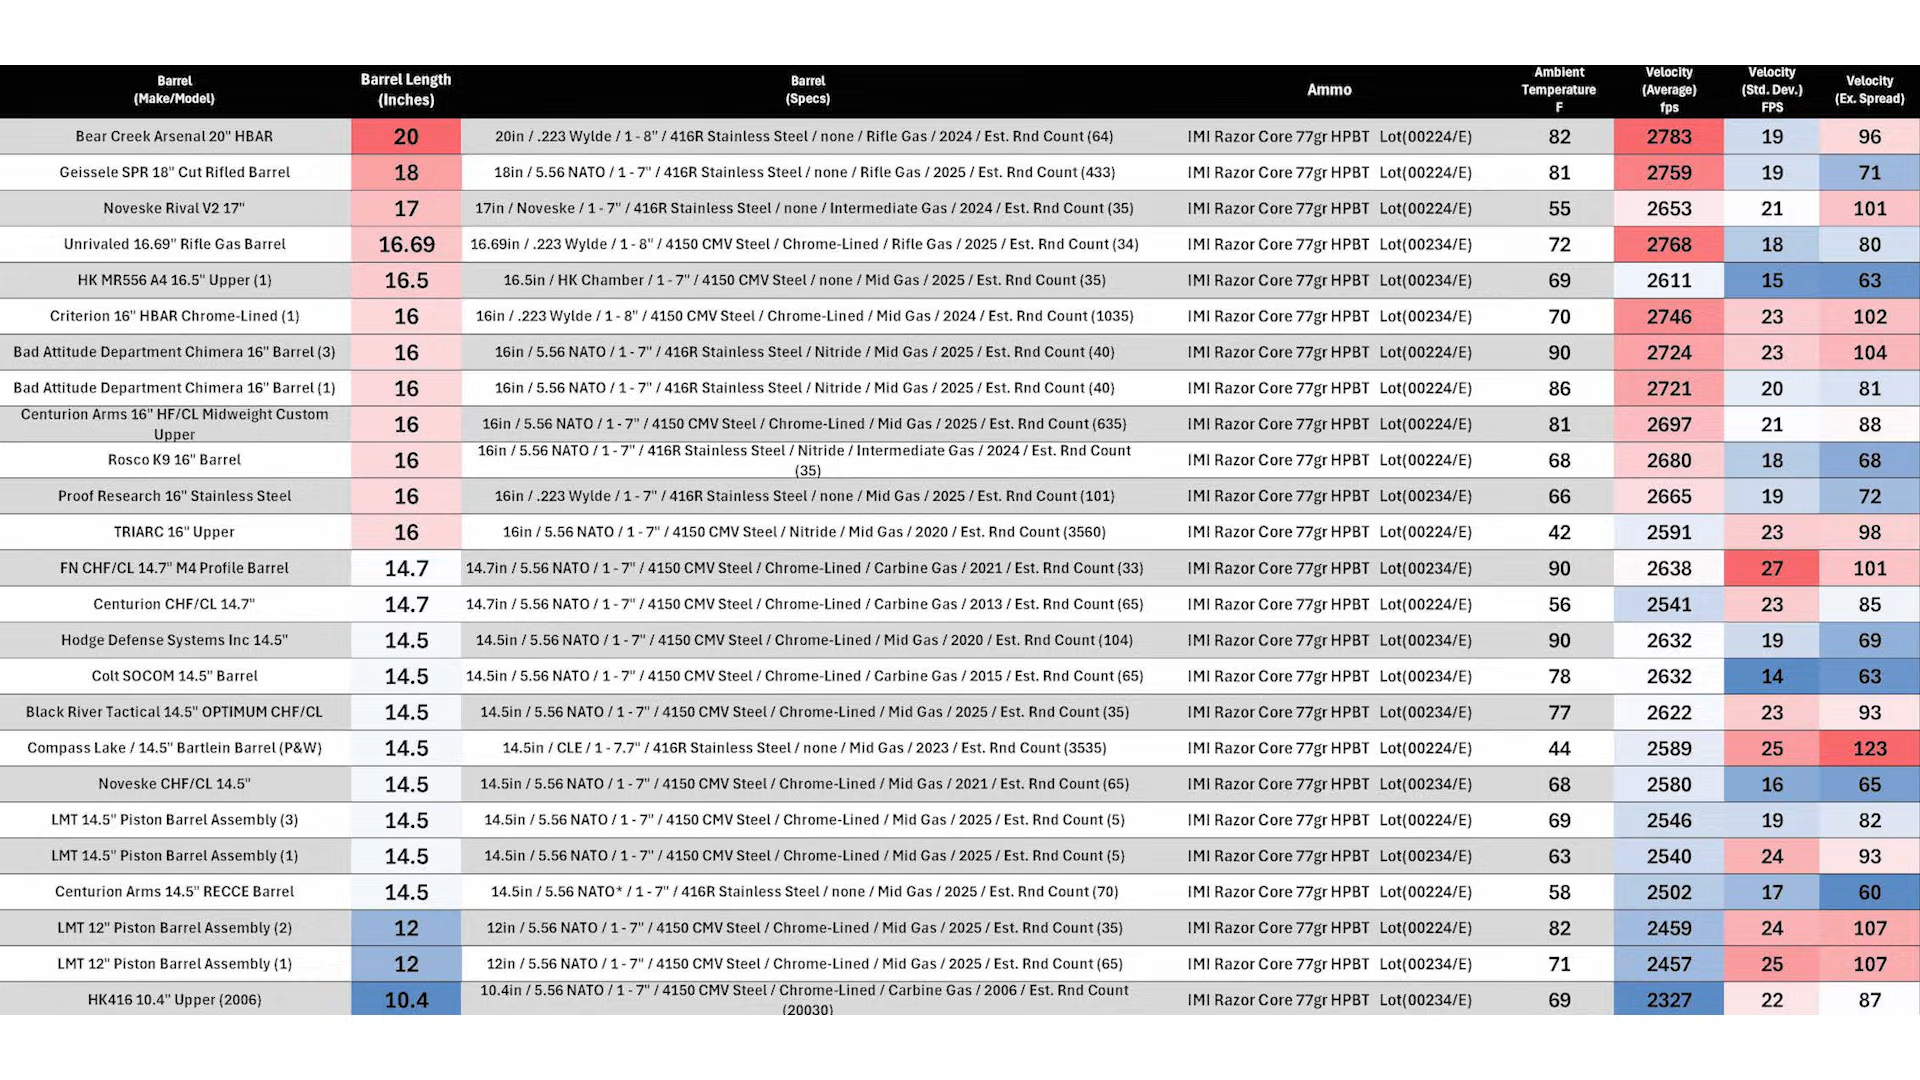 Barrel (Make/Model) Barrel Length (Inches) Barrel (Specs) Ammo Ambient Temperature F Velocity (Average) fps Velocity (Std. Dev.) FPS Velocity (Ex. Spread)
Bear Creek Arsenal 20" HBAR 20 20in / .223 Wylde / 1 - 8" / 416R Stainless Steel / none / Rifle Gas / 2024 / Est. Rnd Count (64) IMI Razor Core 77gr HPBT Lot(00224/E) 82 2783 19 96
Geissele SPR 18" Cut Rifled Barrel 18 18in / 5.56 NATO / 1 - 7" / 416R Stainless Steel / none / Rifle Gas / 2025 / Est. Rnd Count (433) IMI Razor Core 77gr HPBT Lot(00224/E) 81 2759 19 71
Noveske Rival V2 17" 17 17in / Noveske / 1 - 7" / 416R Stainless Steel / none / Intermediate Gas / 2024 / Est. Rnd Count (35) IMI Razor Core 77gr HPBT Lot(00224/E) 55 2653 21 101
Unrivaled 16.69" Rifle Gas Barrel 16.69 16.69in / .223 Wylde / 1 - 8" / 4150 CMV Steel / Chrome-Lined / Rifle Gas / 2025 / Est. Rnd Count (34) IMI Razor Core 77gr HPBT Lot(00234/E) 72 2768 18 80
HK MR556 A4 16.5" Upper (1) 16.5 16.5in / HK Chamber / 1 - 7" / 4150 CMV Steel / none / Mid Gas / 2025 / Est. Rnd Count (35) IMI Razor Core 77gr HPBT Lot(00234/E) 69 2611 15 63
Criterion 16" HBAR Chrome-Lined (1) 16 16in / .223 Wylde / 1 - 8" / 4150 CMV Steel / Chrome-Lined / Mid Gas / 2024 / Est. Rnd Count (1035) IMI Razor Core 77gr HPBT Lot(00224/E) 70 2746 23 102
Bad Attitude Department Chimera 16" Barrel (3) 16 16in / 5.56 NATO / 1 - 7" / 416R Stainless Steel / Nitride / Mid Gas / 2025 / Est. Rnd Count (40) IMI Razor Core 77gr HPBT Lot(00224/E) 90 2724 23 104
Bad Attitude Department Chimera 16" Barrel (1) 16 16in / 5.56 NATO / 1 - 7" / 416R Stainless Steel / Nitride / Mid Gas / 2025 / Est. Rnd Count (40) IMI Razor Core 77gr HPBT Lot(00224/E) 86 2721 20 81
Centurion Arms 16" HF/CL Midweight Custom Upper 16 16in / 5.56 NATO / 1 - 7" / 4150 CMV Steel / Chrome-Lined / Mid Gas / 2025 / Est. Rnd Count (635) IMI Razor Core 77gr HPBT Lot(00224/E) 81 2697 21 88
Rosco K9 16" Barrel 16 16in / 5.56 NATO / 1 - 7" / 416R Stainless Steel / Nitride / Intermediate Gas / 2024 / Est. Rnd Count (35) IMI Razor Core 77gr HPBT Lot(00224/E) 68 2680 18 68
Proof Research 16" Stainless Steel 16 16in / .223 Wylde / 1 - 7" / 416R Stainless Steel / none / Mid Gas / 2025 / Est. Rnd Count (101) IMI Razor Core 77gr HPBT Lot(00234/E) 66 2665 19 72
TRIARC 16" Upper 16 16in / 5.56 NATO / 1 - 7" / 4150 CMV Steel / Nitride / Mid Gas / 2020 / Est. Rnd Count (3560) IMI Razor Core 77gr HPBT Lot(00224/E) 42 2591 23 98
FN CHF/CL 14.7" M4 Profile Barrel 14.7 14.7in / 5.56 NATO / 1 - 7" / 4150 CMV Steel / Chrome-Lined / Carbine Gas / 2021 / Est. Rnd Count (33) IMI Razor Core 77gr HPBT Lot(00234/E) 90 2638 27 101
Centurion CHF/CL 14.7" 14.7 14.7in / 5.56 NATO / 1 - 7" / 4150 CMV Steel / Chrome-Lined / Carbine Gas / 2013 / Est. Rnd Count (65) IMI Razor Core 77gr HPBT Lot(00224/E) 56 2541 23 85
Hodge Defense Systems Inc 14.5" 14.5 14.5in / 5.56 NATO / 1 - 7" / 4150 CMV Steel / Chrome-Lined / Mid Gas / 2020 / Est. Rnd Count (104) IMI Razor Core 77gr HPBT Lot(00234/E) 90 2632 19 69
Colt SOCOM 14.5" Barrel 14.5 14.5in / 5.56 NATO / 1 - 7" / 4150 CMV Steel / Chrome-Lined / Carbine Gas / 2015 / Est. Rnd Count (65) IMI Razor Core 77gr HPBT Lot(00234/E) 78 2632 14 63
Black River Tactical 14.5" OPTIMUM CHF/CL 14.5 14.5in / 5.56 NATO / 1 - 7" / 4150 CMV Steel / Chrome-Lined / Mid Gas / 2025 / Est. Rnd Count (35) IMI Razor Core 77gr HPBT Lot(00234/E) 77 2622 23 93
Compass Lake / 14.5" Bartlein Barrel (P&W) 14.5 14.5in / CLE / 1 - 7.7" / 416R Stainless Steel / none / Mid Gas / 2023 / Est. Rnd Count (3535) IMI Razor Core 77gr HPBT Lot(00224/E) 44 2589 25 123
Noveske CHF/CL 14.5" 14.5 14.5in / 5.56 NATO / 1 - 7" / 4150 CMV Steel / Chrome-Lined / Mid Gas / 2021 / Est. Rnd Count (65) IMI Razor Core 77gr HPBT Lot(00234/E) 68 2580 16 65
LMT 14.5" Piston Barrel Assembly (3) 14.5 14.5in / 5.56 NATO / 1 - 7" / 4150 CMV Steel / Chrome-Lined / Mid Gas / 2025 / Est. Rnd Count (5) IMI Razor Core 77gr HPBT Lot(00224/E) 69 2546 19 82
LMT 14.5" Piston Barrel Assembly (1) 14.5 14.5in / 5.56 NATO / 1 - 7" / 4150 CMV Steel / Chrome-Lined / Mid Gas / 2025 / Est. Rnd Count (5) IMI Razor Core 77gr HPBT Lot(00234/E) 63 2540 24 93
Centurion Arms 14.5" RECCE Barrel 14.5 14.5in / 5.56 NATO* / 1 - 7" / 416R Stainless Steel / none / Mid Gas / 2025 / Est. Rnd Count (70) IMI Razor Core 77gr HPBT Lot(00224/E) 58 2502 17 60
LMT 12" Piston Barrel Assembly (2) 12 12in / 5.56 NATO / 1 - 7" / 4150 CMV Steel / Chrome-Lined / Mid Gas / 2025 / Est. Rnd Count (35) IMI Razor Core 77gr HPBT Lot(00224/E) 82 2459 24 107
LMT 12" Piston Barrel Assembly (1) 12 12in / 5.56 NATO / 1 - 7" / 4150 CMV Steel / Chrome-Lined / Mid Gas / 2025 / Est. Rnd Count (65) IMI Razor Core 77gr HPBT Lot(00234/E) 71 2457 25 107
HK416 10.4" Upper (2006) 10.4 10.4in / 5.56 NATO / 1 - 7" / 4150 CMV Steel / Chrome-Lined / Carbine Gas / 2006 / Est. Rnd Count (20030) IMI Razor Core 77gr HPBT Lot(00234/E) 69 2327 22 87